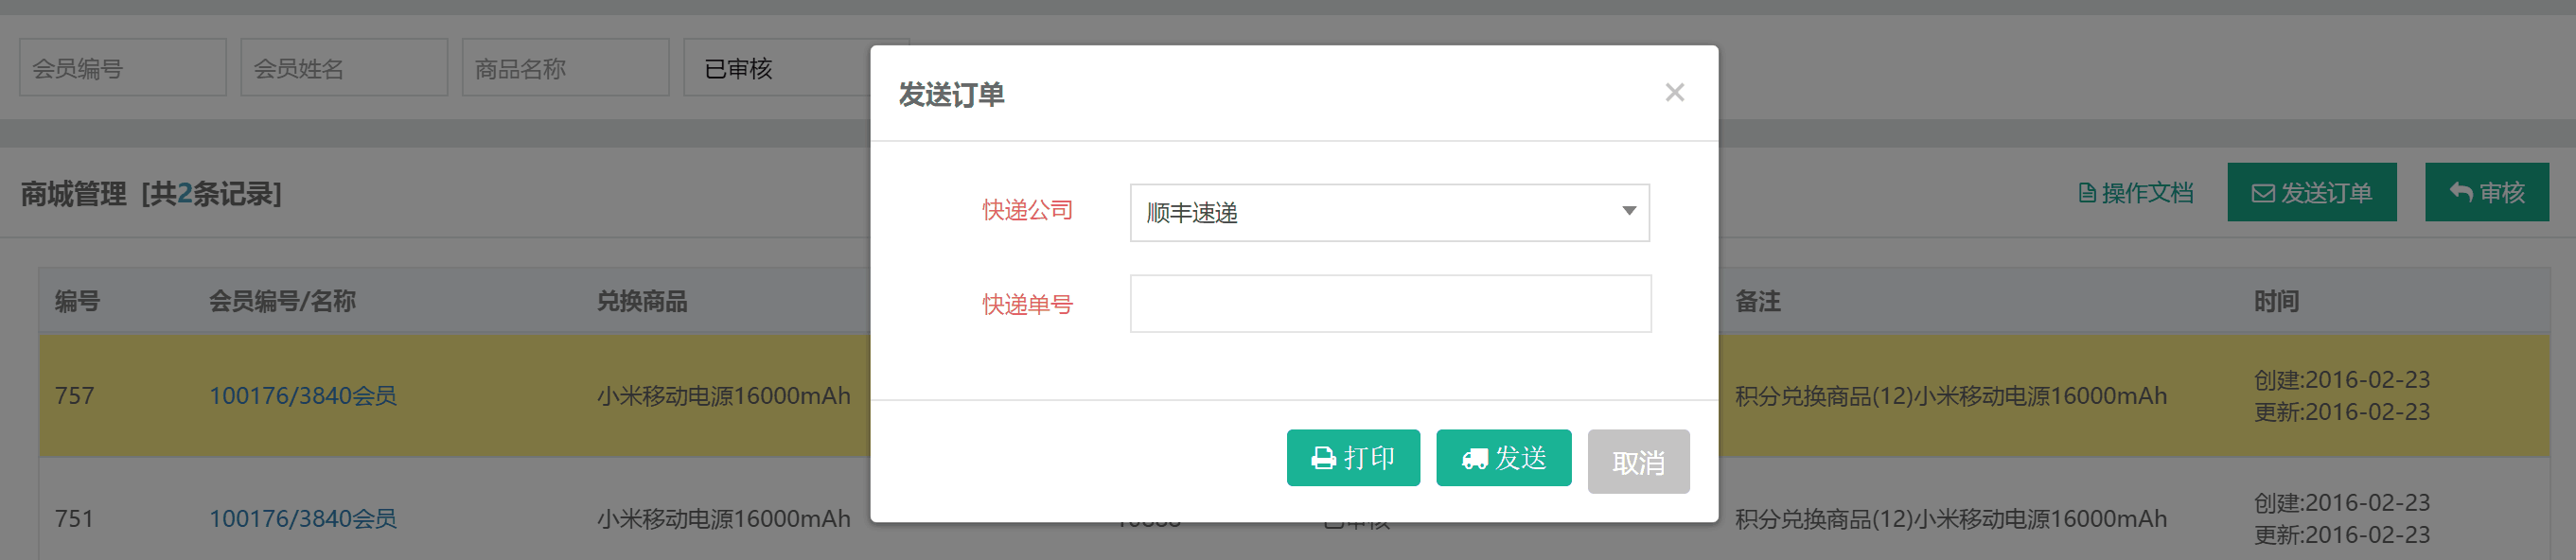 会员编号 会员姓名 商品名称 已审核
发送订单 ×
商城管理 [共2条记录] 操作文档 发送订单 审核
快递公司 顺丰速递
快递单号
编号 会员编号/名称 兑换商品 备注 时间
757 100176/3840会员 小米移动电源16000mAh 积分兑换商品(12)小米移动电源16000mAh 创建:2016-02-23
更新:2016-02-23
打印 发送 取消
751 100176/3840会员 小米移动电源16000mAh 已审核 积分兑换商品(12)小米移动电源16000mAh 创建:2016-02-23
更新:2016-02-23